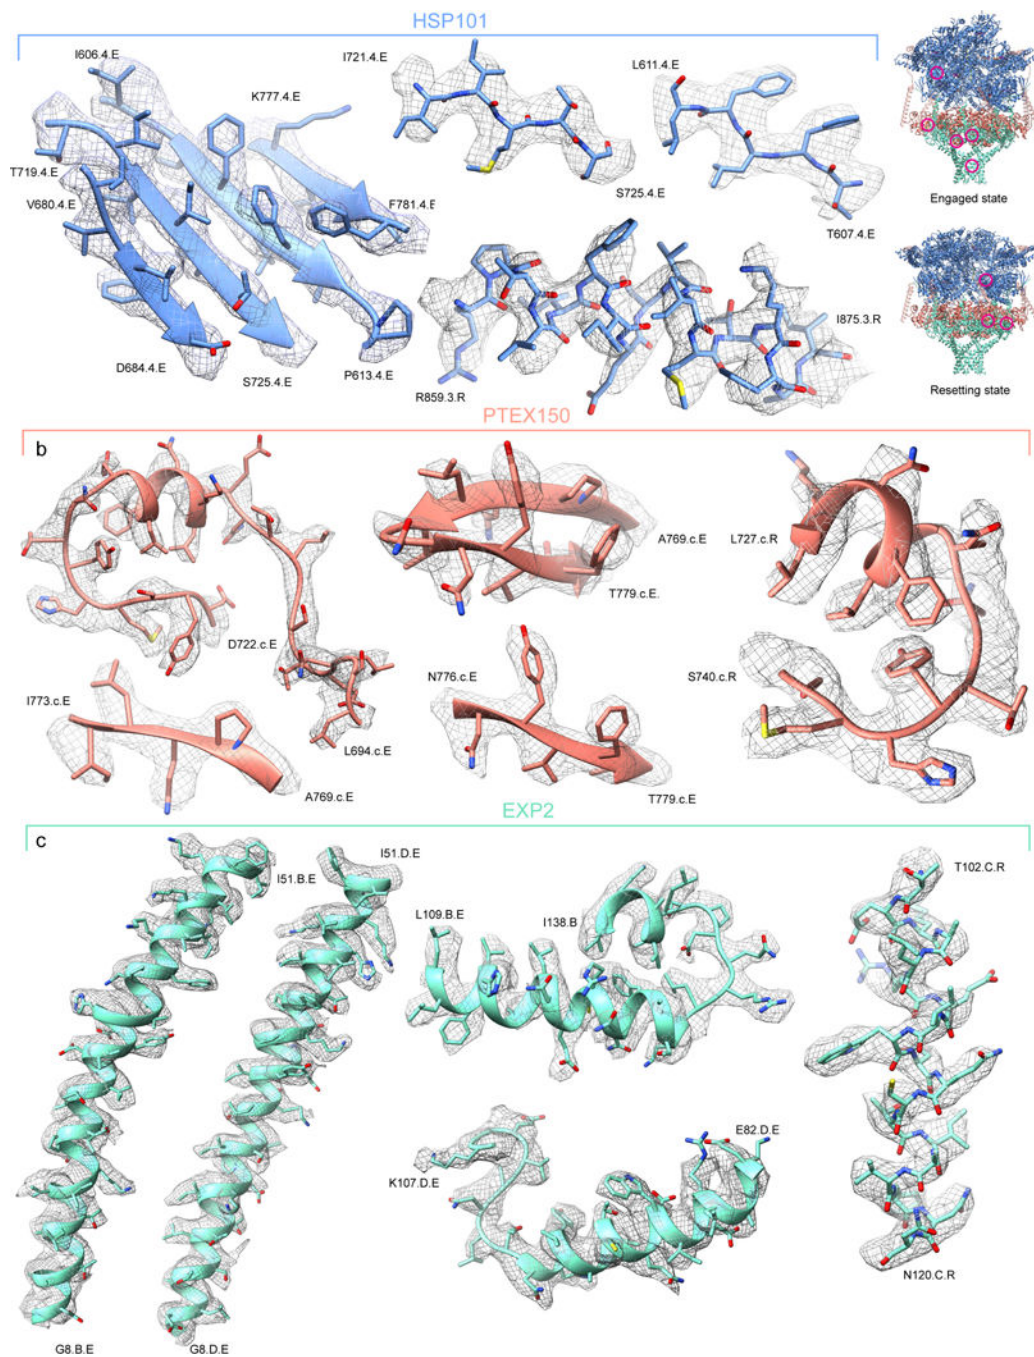 HSP101
I606.4.E
K777.4.E
T719.4.E
V680.4.E
F781.4.E
D684.4.E
S725.4.E
P613.4.E
I721.4.E
S725.4.E
L611.4.E
T607.4.E
R859.3.R
I875.3.R
Engaged state
Resetting state
PTEX150
b
D722.c.E
L694.c.E
I773.c.E
A769.c.E
A769.c.E
T779.c.E.
N776.c.E
T779.c.E
L727.c.R
S740.c.R
EXP2
c
I51.B.E
I51.D.E
G8.B.E
G8.D.E
L109.B.E
I138.B
K107.D.E
E82.D.E
T102.C.R
N120.C.R